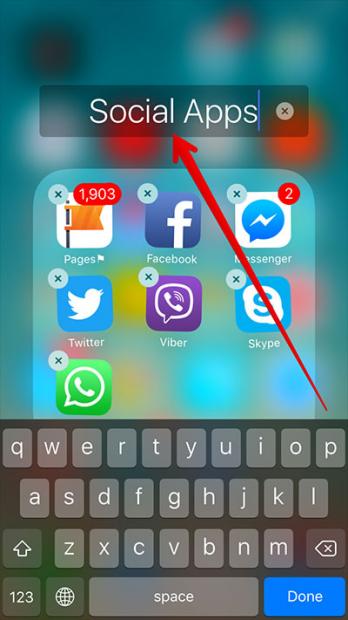 Social Apps
1,903
2
Pages⚑
Facebook
Messenger
Twitter
Viber
Skype
q w e r t y u i o p
a s d f g h j k l
z x c v b n m
123
space
Done